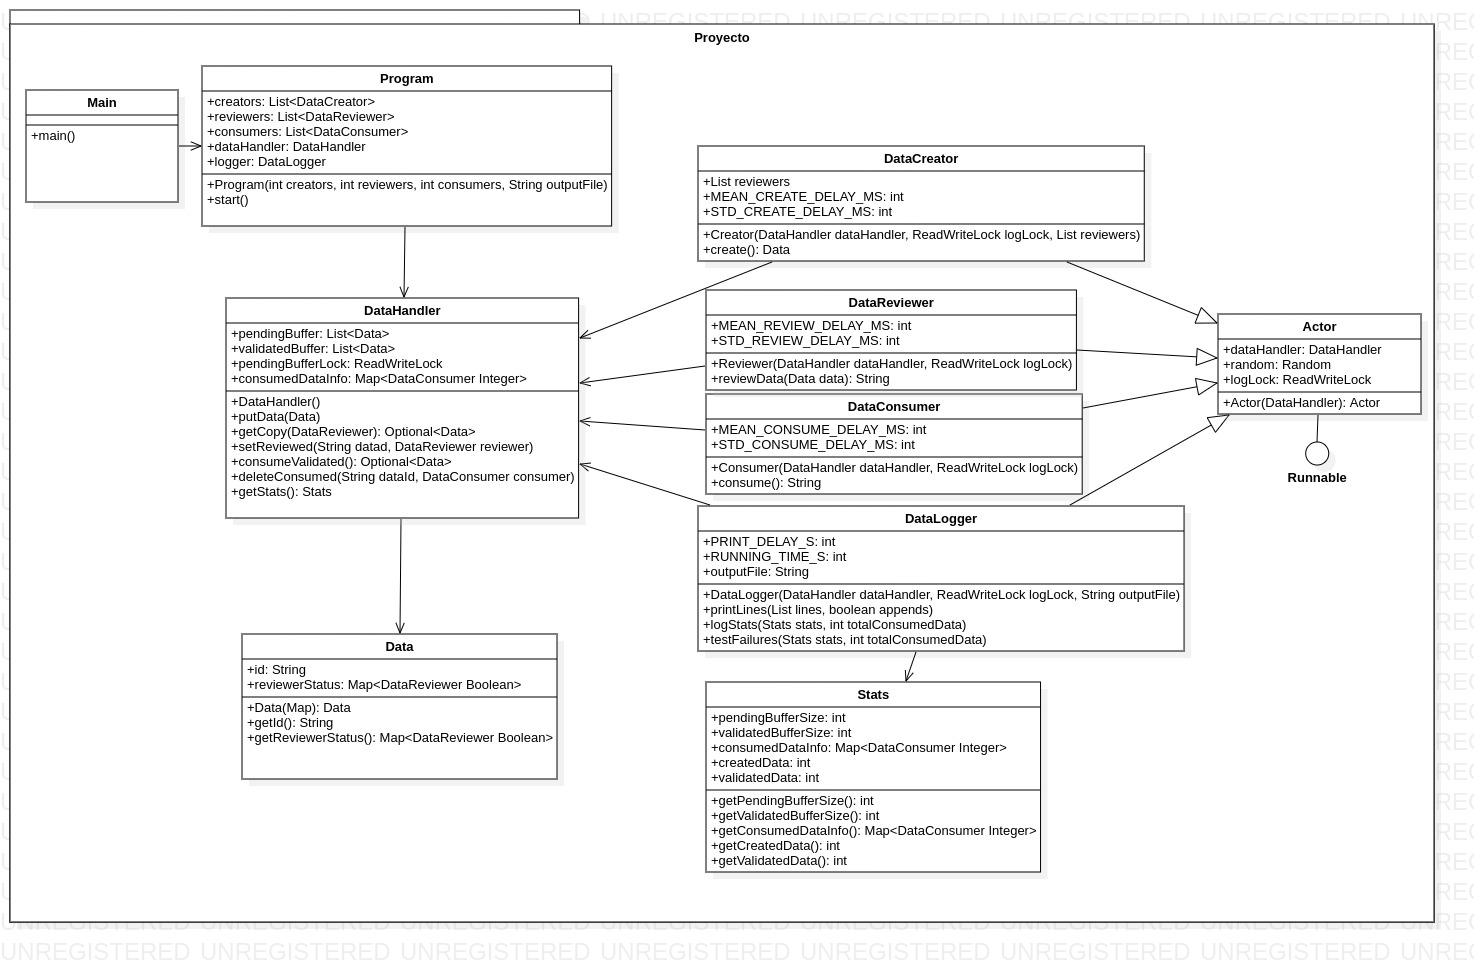 Proyecto
Main
+main()
Program
+creators: List<DataCreator>
+reviewers: List<DataReviewer>
+consumers: List<DataConsumer>
+dataHandler: DataHandler
+logger: DataLogger
+Program(int creators, int reviewers, int consumers, String outputFile)
+start()
DataCreator
+List reviewers
+MEAN_CREATE_DELAY_MS: int
+STD_CREATE_DELAY_MS: int
+Creator(DataHandler dataHandler, ReadWriteLock logLock, List reviewers)
+create(): Data
DataHandler
+pendingBuffer: List<Data>
+validatedBuffer: List<Data>
+pendingBufferLock: ReadWriteLock
+consumedDataInfo: Map<DataConsumer Integer>
+DataHandler()
+putData(Data)
+getCopy(DataReviewer): Optional<Data>
+setReviewed(String datad, DataReviewer reviewer)
+consumeValidated(): Optional<Data>
+deleteConsumed(String dataId, DataConsumer consumer)
+getStats(): Stats
DataReviewer
+MEAN_REVIEW_DELAY_MS: int
+STD_REVIEW_DELAY_MS: int
+Reviewer(DataHandler dataHandler, ReadWriteLock logLock)
+reviewData(Data data): String
DataConsumer
+MEAN_CONSUME_DELAY_MS: int
+STD_CONSUME_DELAY_MS: int
+Consumer(DataHandler dataHandler, ReadWriteLock logLock)
+consume(): String
Actor
+dataHandler: DataHandler
+random: Random
+logLock: ReadWriteLock
+Actor(DataHandler): Actor
Runnable
DataLogger
+PRINT_DELAY_S: int
+RUNNING_TIME_S: int
+outputFile: String
+DataLogger(DataHandler dataHandler, ReadWriteLock logLock, String outputFile)
+printLines(List lines, boolean appends)
+logStats(Stats stats, int totalConsumedData)
+testFailures(Stats stats, int totalConsumedData)
Data
+id: String
+reviewerStatus: Map<DataReviewer Boolean>
+Data(Map): Data
+getId(): String
+getReviewerStatus(): Map<DataReviewer Boolean>
Stats
+pendingBufferSize: int
+validatedBufferSize: int
+consumedDataInfo: Map<DataConsumer Integer>
+createdData: int
+validatedData: int
+getPendingBufferSize(): int
+getValidatedBufferSize(): int
+getConsumedDataInfo(): Map<DataConsumer Integer>
+getCreatedData(): int
+getValidatedData(): int
UNREGISTERED UNREGISTERED UNREGISTERED UNREGISTERED UNREGISTERED UNREGISTERED UNREGISTERED